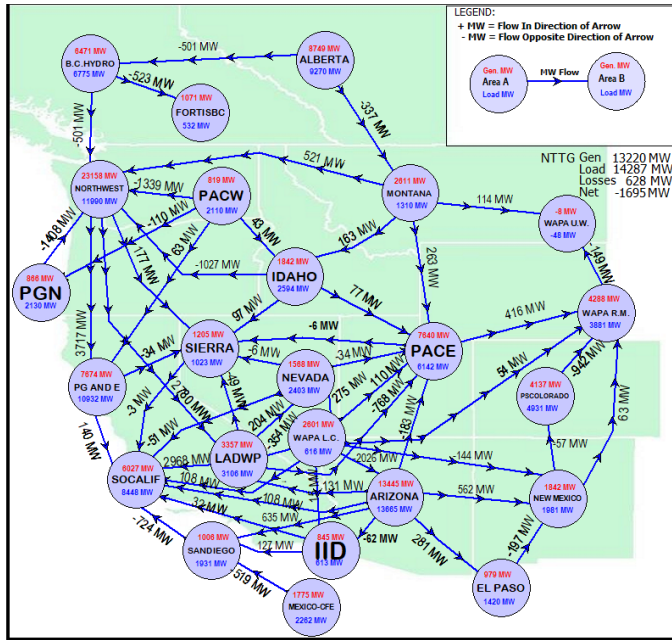 LEGEND:
+ MW = Flow In Direction of Arrow
- MW = Flow Opposite Direction of Arrow
Gen. MW
Area A
Load MW
MW Flow
Gen. MW
Area B
Load MW
NTTG Gen 13220 MW
Load 14287 MW
Losses 628 MW
Net -1695 MW
6471 MW
B.C.HYDRO
6775 MW
-501 MW
8749 MW
ALBERTA
9270 MW
-523 MW
1071 MW
FORTISBC
532 MW
-337 MW
-501 MW
521 MW
23158 MW
NORTHWEST
11990 MW
-1339 MW
819 MW
PACW
2110 MW
2611 MW
MONTANA
1310 MW
114 MW
-8 MW
WAPA U.W.
-48 MW
-1408 MW
-110 MW
43 MW
163 MW
177 MW
63 MW
-1027 MW
263 MW
-149 MW
866 MW
PGN
2130 MW
1842 MW
IDAHO
2594 MW
77 MW
97 MW
416 MW
4288 MW
WAPA R.M.
3881 MW
3717 MW
-34 MW
1205 MW
SIERRA
1023 MW
-6 MW
-6 MW
-34 MW
7640 MW
PACE
6142 MW
7674 MW
PG AND E
10932 MW
1568 MW
NEVADA
2403 MW
275 MW
110 MW
-768 MW
54 MW
-942 MW
4137 MW
PSCOLORADO
4931 MW
-3 MW
2780 MW
-49 MW
204 MW
-354 MW
-183 MW
63 MW
140 MW
-51 MW
2601 MW
WAPA L.C.
616 MW
-57 MW
3357 MW
LADWP
3106 MW
2968 MW
2026 MW
-144 MW
6027 MW
SOCALIF
8448 MW
108 MW
131 MW
108 MW
13445 MW
ARIZONA
13665 MW
562 MW
1842 MW
NEW MEXICO
1981 MW
635 MW
-724 MW
1006 MW
SANDIEGO
1931 MW
127 MW
845 MW
IID
613 MW
-62 MW
281 MW
-197 MW
-519 MW
1775 MW
MEXICO-CFE
2262 MW
979 MW
EL PASO
1420 MW